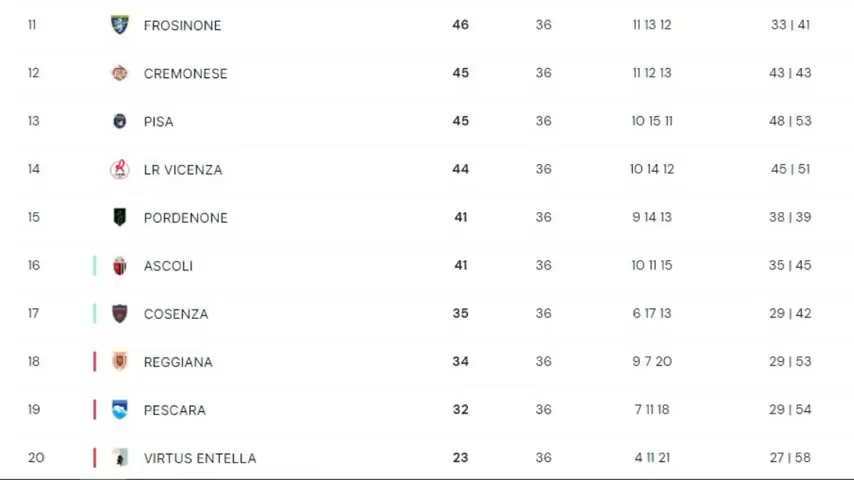 11 FROSINONE 46 36 11 13 12 33 | 41
12 CREMONESE 45 36 11 12 13 43 | 43
13 PISA 45 36 10 15 11 48 | 53
14 LR VICENZA 44 36 10 14 12 45 | 51
15 PORDENONE 41 36 9 14 13 38 | 39
16 ASCOLI 41 36 10 11 15 35 | 45
17 COSENZA 35 36 6 17 13 29 | 42
18 REGGIANA 34 36 9 7 20 29 | 53
19 PESCARA 32 36 7 11 18 29 | 54
20 VIRTUS ENTELLA 23 36 4 11 21 27 | 58